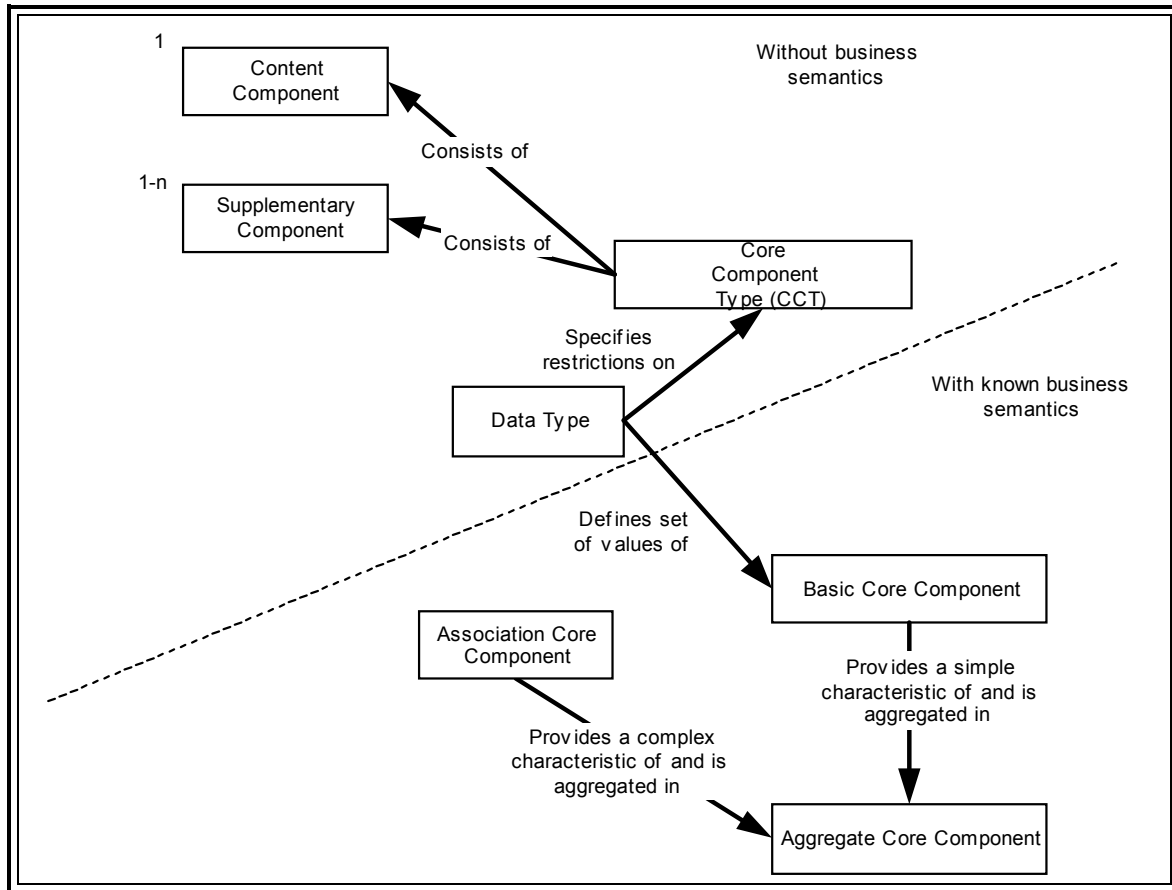 1
Content
Component
Without business
semantics
Consists of
1-n
Supplementary
Component
Consists of
Core
Component
Type (CCT)
Specifies
restrictions on
With known business
semantics
Data Type
Defines set
of values of
Basic Core Component
Association Core
Component
Provides a simple
characteristic of and is
aggregated in
Provides a complex
characteristic of and is
aggregated in
Aggregate Core Component